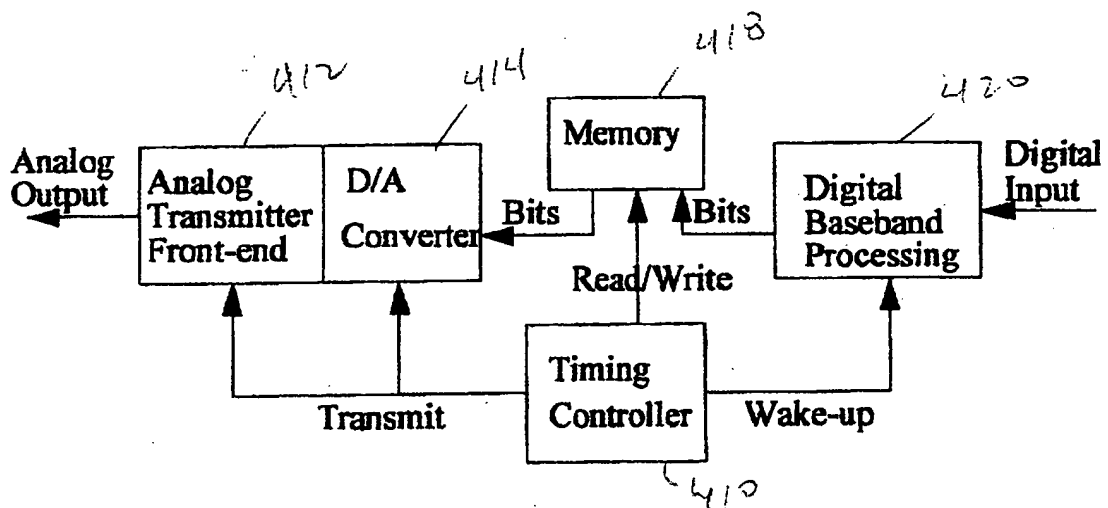 412
414
418
420
Analog
Output
Analog
Transmitter
Front-end
D/A
Converter
Bits
Memory
Bits
Digital
Baseband
Processing
Digital
Input
Read/Write
Transmit
Timing
Controller
Wake-up
410